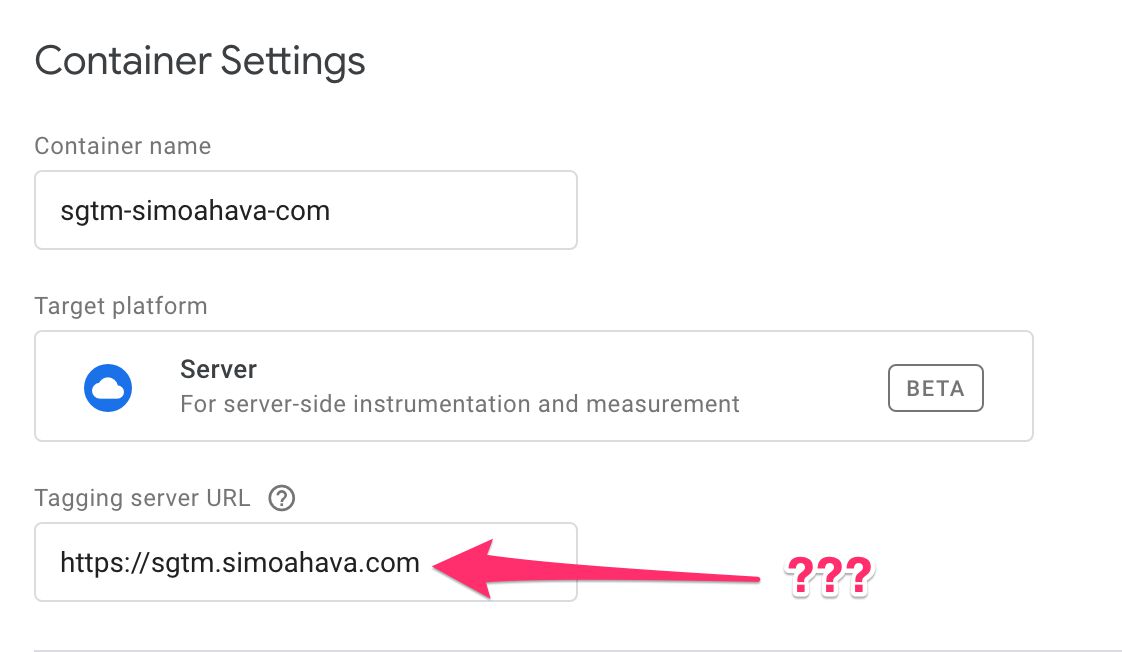 Container Settings
Container name
sgtm-simoahava-com
Target platform
Server
For server-side instrumentation and measurement
BETA
Tagging server URL ?
https://sgtm.simoahava.com
???